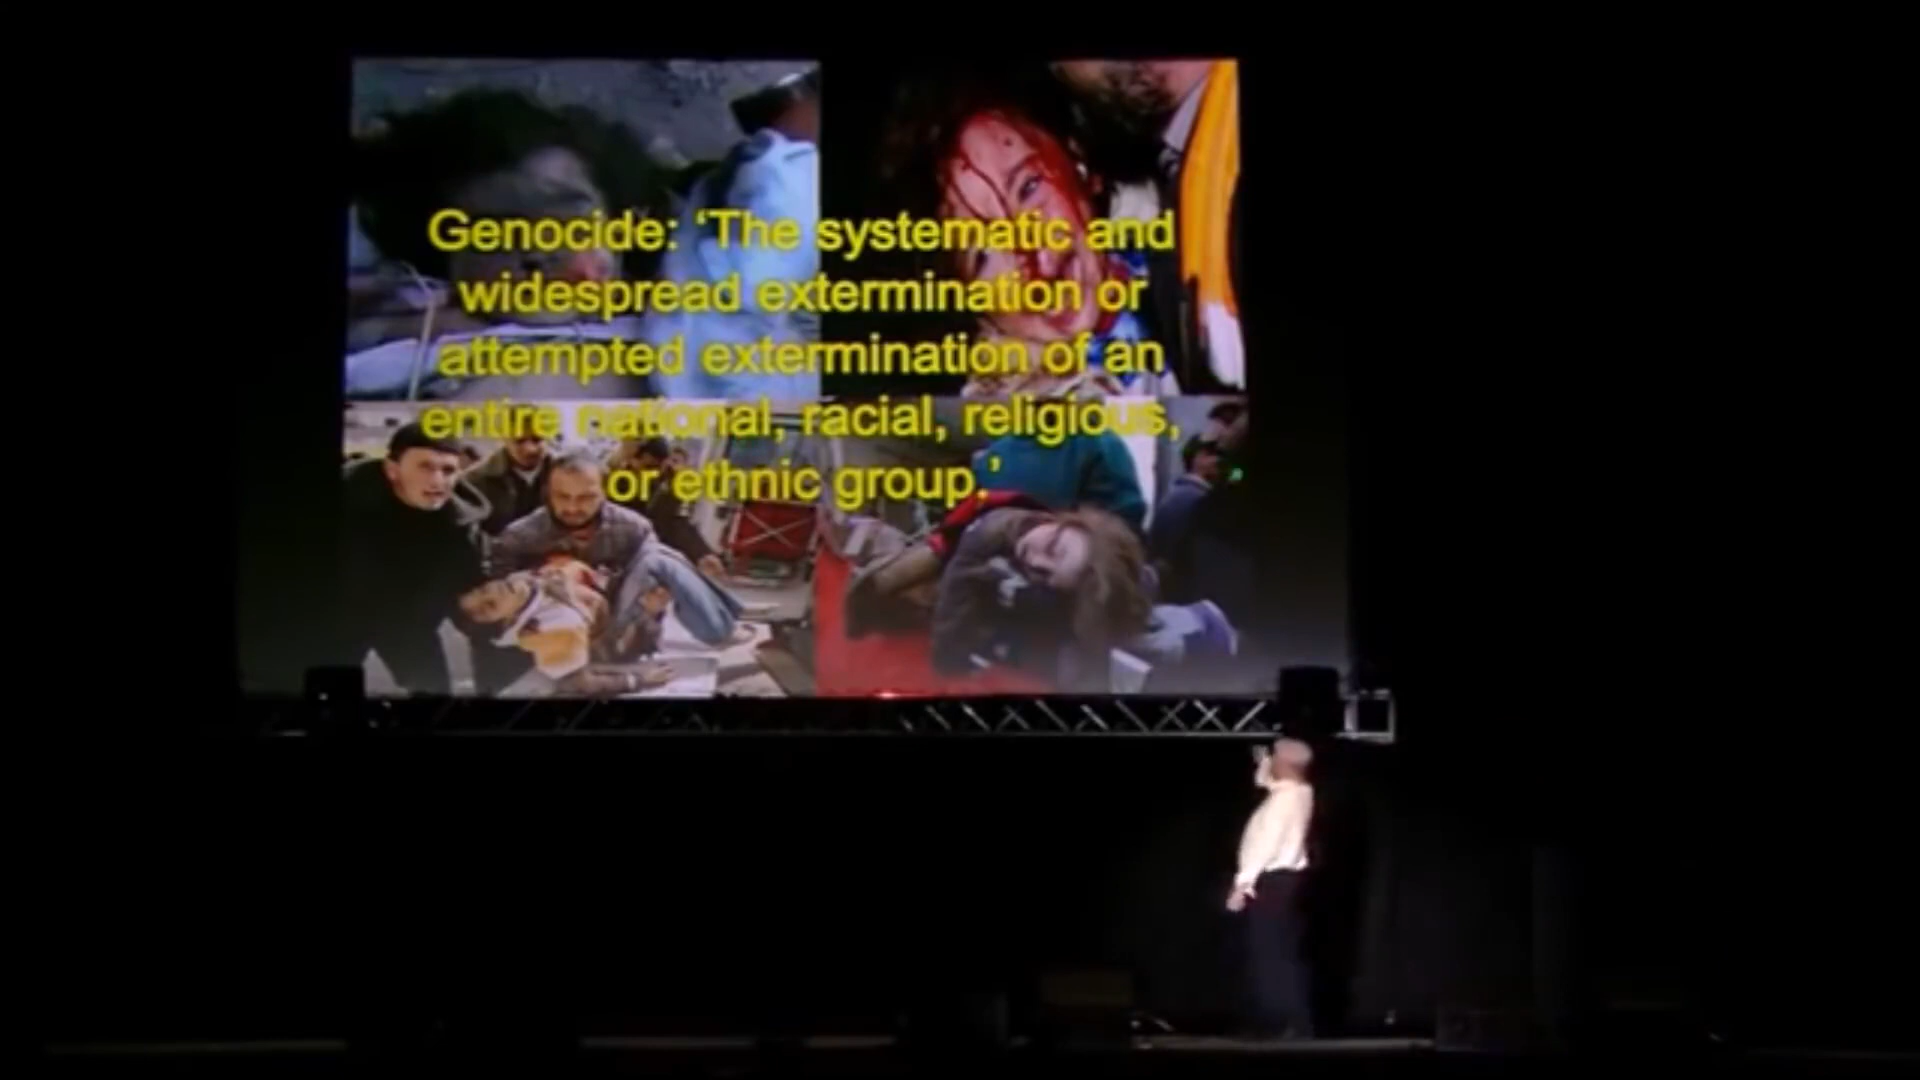 Genocide: ‘The systematic and
widespread extermination or
attempted extermination of an
entire national, racial, religious,
or ethnic group.’